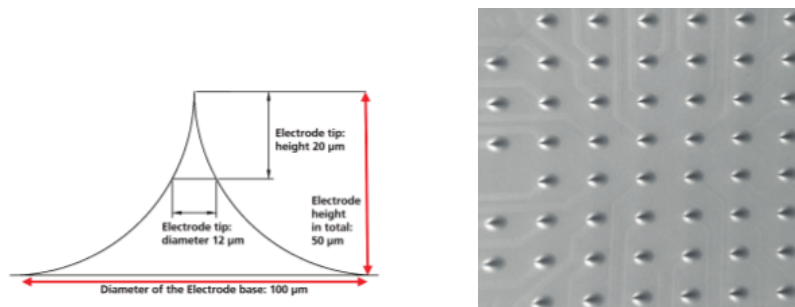 Electrode tip:
height 20 µm
Electrode
height
in total:
50 µm
Electrode tip:
diameter 12 µm
Diameter of the Electrode base: 100 µm